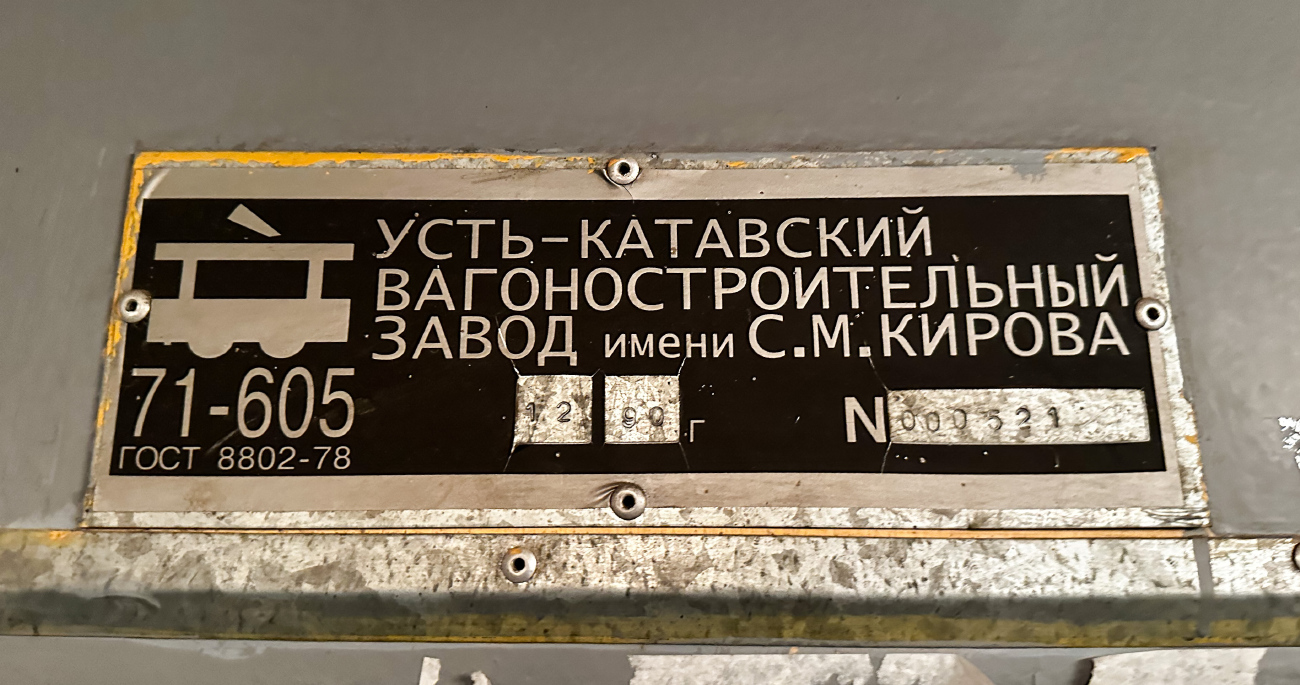 УСТЬ-КАТАВСКИЙ
ВАГОНОСТРОИТЕЛЬНЫЙ
ЗАВОД имени С.М.КИРОВА
71-605
12 90 г N 000521
ГОСТ 8802-78